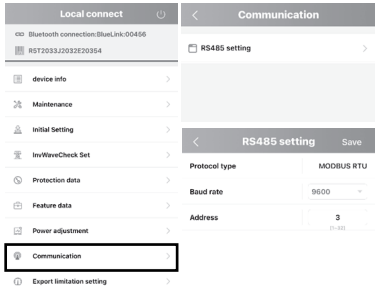 Local connect
Bluetooth connection:BlueLink:00456
R5T2033J2032E20354
device info
Maintenance
Initial Setting
InvWaveCheck Set
Protection data
Feature data
Power adjustment
Communication
Export limitation setting
Communication
RS485 setting
RS485 setting Save
Protocol type MODBUS RTU
Baud rate 9600
Address 3
[1~32]